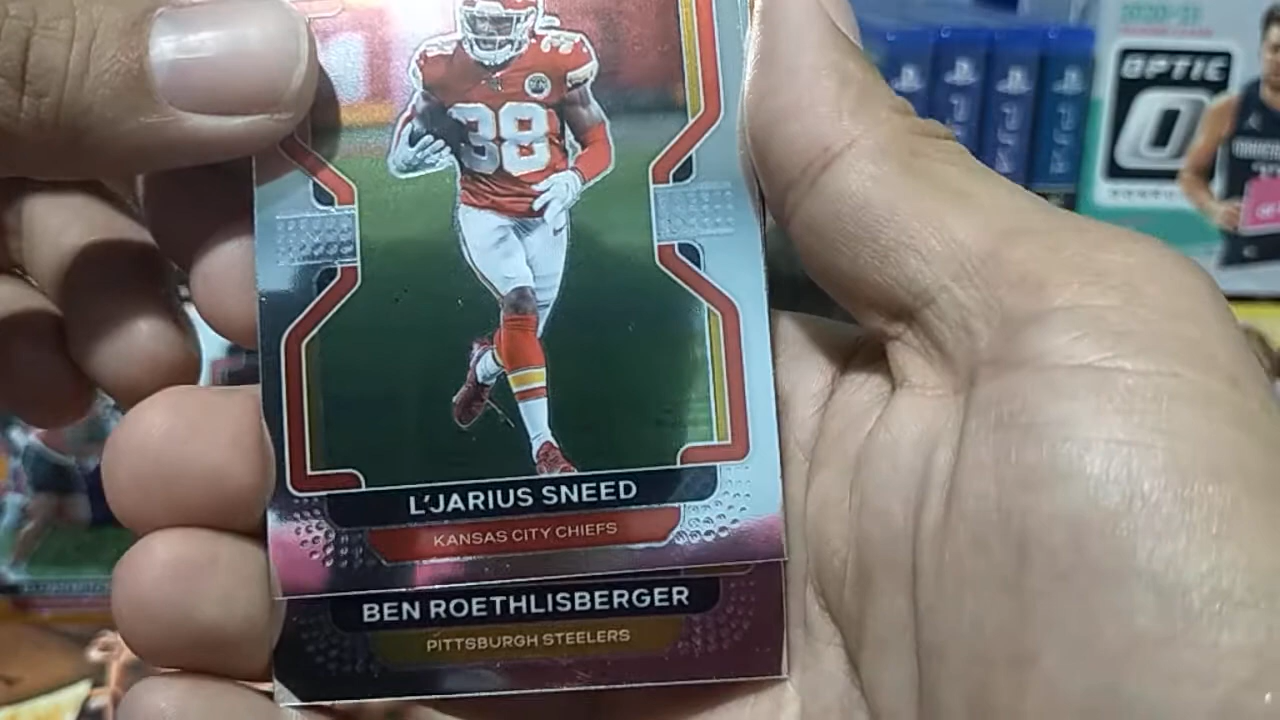 2020-21
OPTIC
38
L'JARIUS SNEED
KANSAS CITY CHIEFS
BEN ROETHLISBERGER
PITTSBURGH STEELERS